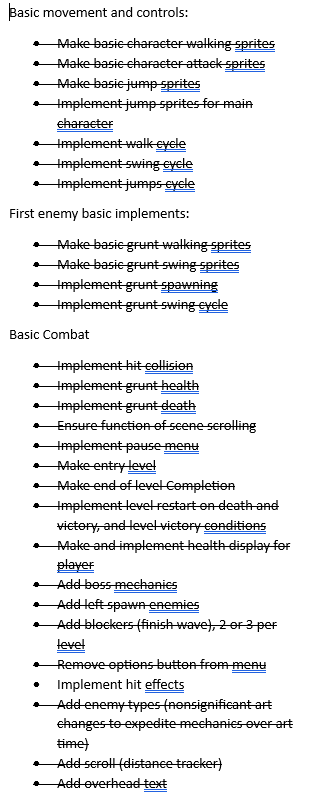 Basic movement and controls:
• Make basic character walking sprites
• Make basic character attack sprites
• Make basic jump sprites
• Implement jump sprites for main
character
• Implement walk cycle
• Implement swing cycle
• Implement jumps cycle
First enemy basic implements:
• Make basic grunt walking sprites
• Make basic grunt swing sprites
• Implement grunt spawning
• Implement grunt swing cycle
Basic Combat
• Implement hit collision
• Implement grunt health
• Implement grunt death
• Ensure function of scene scrolling
• Implement pause menu
• Make entry level
• Make end of level Completion
• Implement level restart on death and
victory, and level victory conditions
• Make and implement health display for
player
• Add boss mechanics
• Add left spawn enemies
• Add blockers (finish wave), 2 or 3 per
level
• Remove options button from menu
• Implement hit effects
• Add enemy types (nonsignificant art
changes to expedite mechanics over art
time)
• Add scroll (distance tracker)
• Add overhead text